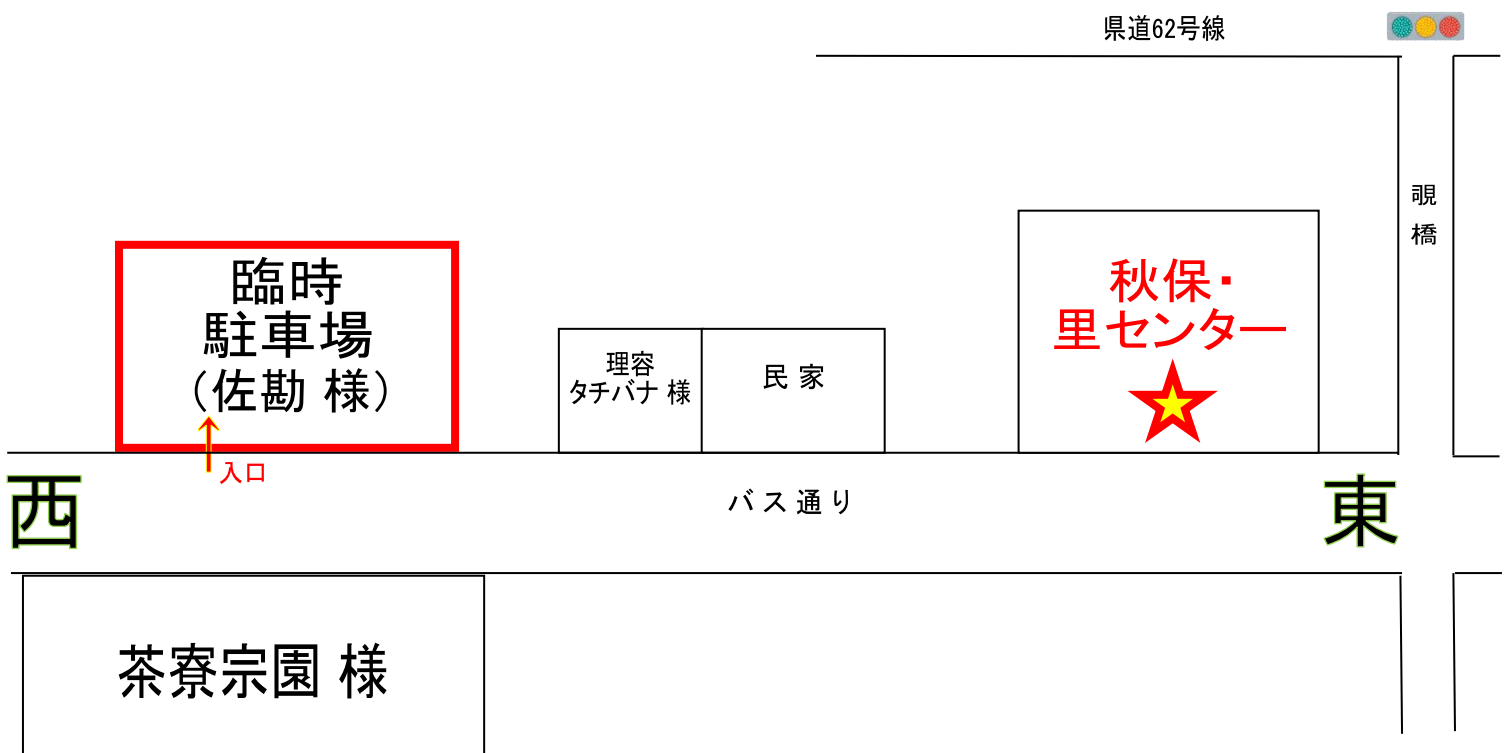 県道62号線
覗
橋
臨時
駐車場
（佐勘 様）
入口
理容
タチバナ 様
民 家
秋保・
里センター
西
バ ス 通 り
東
茶寮宗園 様